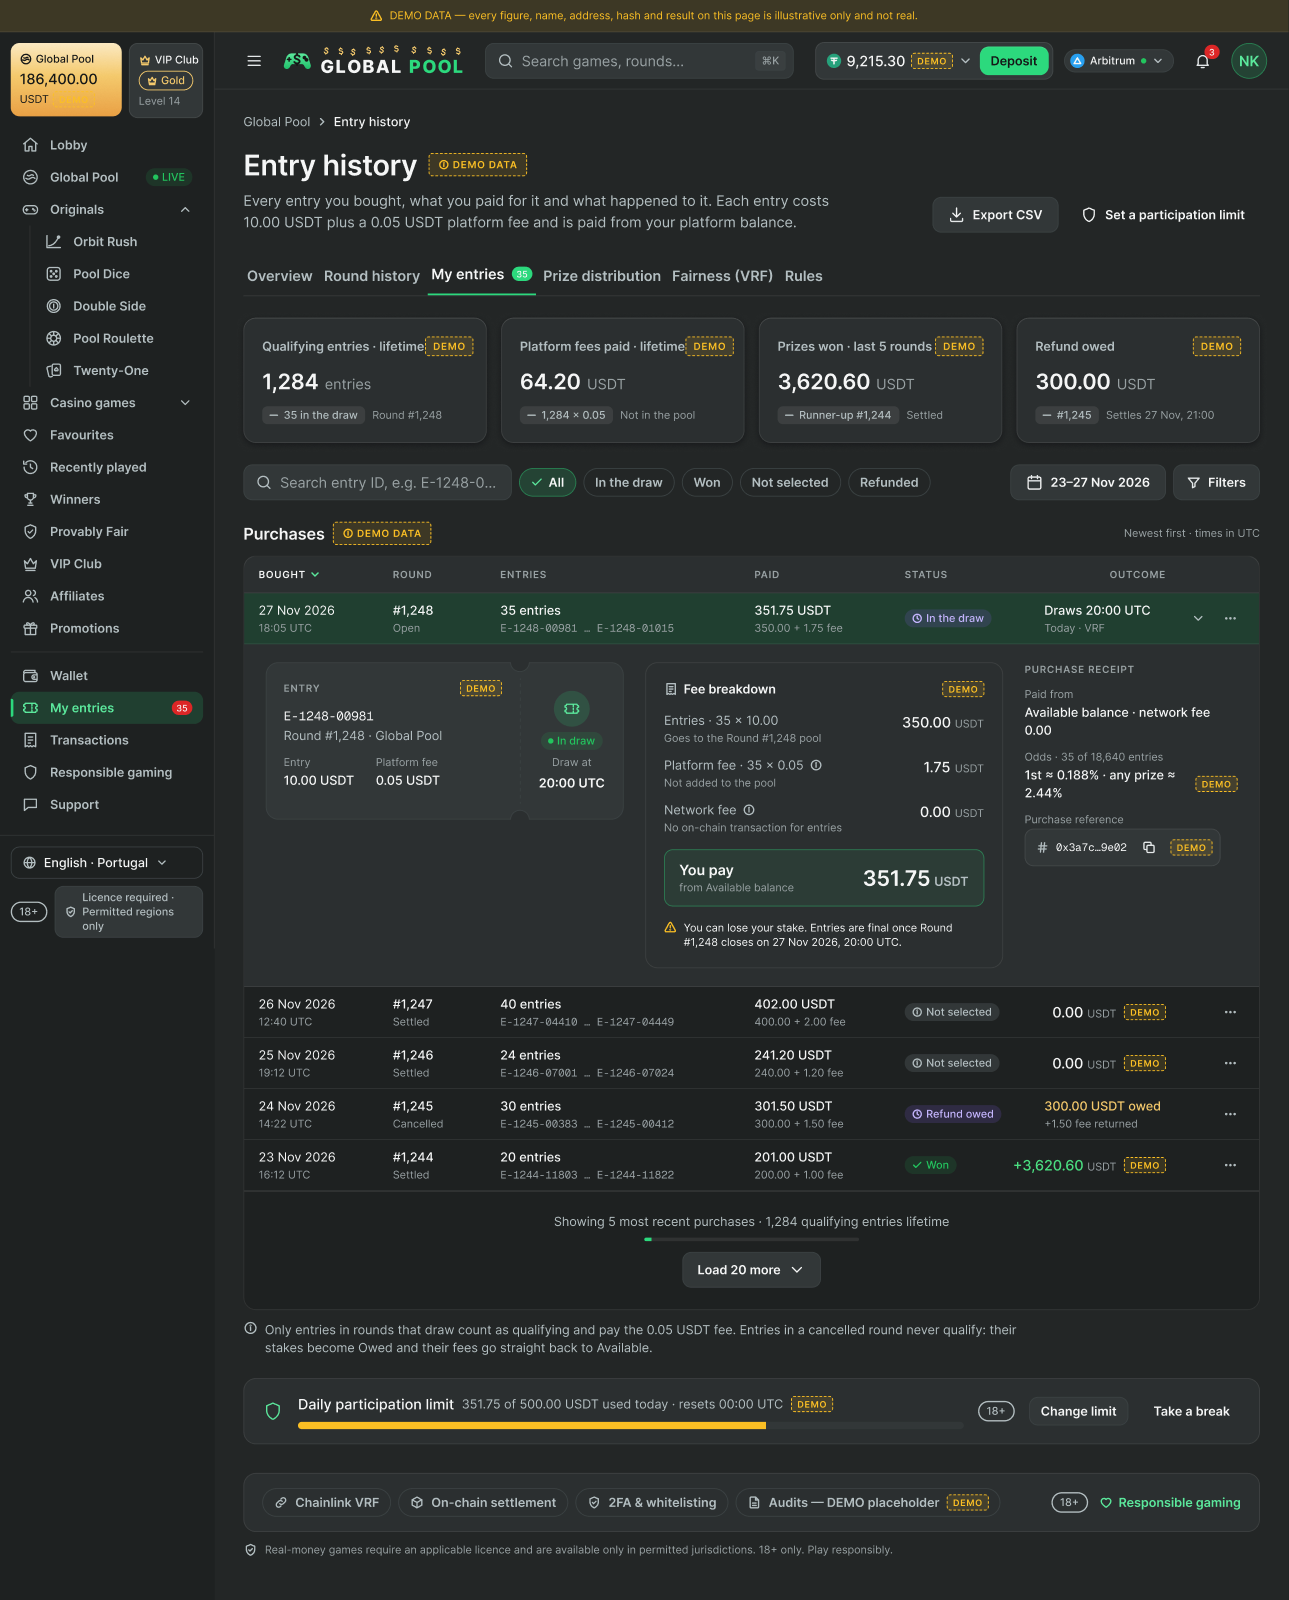 DEMO DATA — every figure, name, address, hash and result on this page is illustrative only and not real.
Global Pool
186,400.00
USDT
VIP Club
Gold
Level 14
GLOBAL POOL
Search games, rounds...
⌘K
9,215.30 DEMO
Deposit
Arbitrum
3
NK
Lobby
Global Pool LIVE
Originals
Orbit Rush
Pool Dice
Double Side
Pool Roulette
Twenty-One
Casino games
Favourites
Recently played
Winners
Provably Fair
VIP Club
Affiliates
Promotions
Wallet
My entries 35
Transactions
Responsible gaming
Support
English · Portugal
18+
Licence required ·
Permitted regions
only
Global Pool > Entry history
Entry history DEMO DATA
Every entry you bought, what you paid for it and what happened to it. Each entry costs
10.00 USDT plus a 0.05 USDT platform fee and is paid from your platform balance.
Export CSV
Set a participation limit
Overview Round history My entries 35 Prize distribution Fairness (VRF) Rules
Qualifying entries · lifetime DEMO
1,284 entries
— 35 in the draw Round #1,248
Platform fees paid · lifetime DEMO
64.20 USDT
— 1,284 × 0.05 Not in the pool
Prizes won · last 5 rounds DEMO
3,620.60 USDT
— Runner-up #1,244 Settled
Refund owed DEMO
300.00 USDT
— #1,245 Settles 27 Nov, 21:00
Search entry ID, e.g. E-1248-0...
All
In the draw
Won
Not selected
Refunded
23–27 Nov 2026
Filters
Purchases DEMO DATA
Newest first · times in UTC
BOUGHT ROUND ENTRIES PAID STATUS OUTCOME
27 Nov 2026 #1,248 35 entries 351.75 USDT In the draw Draws 20:00 UTC
18:05 UTC Open E-1248-00981 … E-1248-01015 350.00 + 1.75 fee Today · VRF
ENTRY DEMO
E-1248-00981
Round #1,248 · Global Pool
Entry Platform fee
10.00 USDT 0.05 USDT
In draw
Draw at
20:00 UTC
Fee breakdown DEMO
Entries · 35 × 10.00 350.00 USDT
Goes to the Round #1,248 pool
Platform fee · 35 × 0.05 1.75 USDT
Not added to the pool
Network fee 0.00 USDT
No on-chain transaction for entries
You pay 351.75 USDT
from Available balance
You can lose your stake. Entries are final once Round
#1,248 closes on 27 Nov 2026, 20:00 UTC.
PURCHASE RECEIPT
Paid from
Available balance · network fee
0.00
Odds · 35 of 18,640 entries
1st ≈ 0.188% · any prize ≈
2.44% DEMO
Purchase reference
0x3a7c…9e02 DEMO
26 Nov 2026 #1,247 40 entries 402.00 USDT Not selected 0.00 USDT DEMO
12:40 UTC Settled E-1247-04410 … E-1247-04449 400.00 + 2.00 fee
25 Nov 2026 #1,246 24 entries 241.20 USDT Not selected 0.00 USDT DEMO
19:12 UTC Settled E-1246-07001 … E-1246-07024 240.00 + 1.20 fee
24 Nov 2026 #1,245 30 entries 301.50 USDT Refund owed 300.00 USDT owed
14:22 UTC Cancelled E-1245-00383 … E-1245-00412 300.00 + 1.50 fee +1.50 fee returned
23 Nov 2026 #1,244 20 entries 201.00 USDT Won +3,620.60 USDT DEMO
16:12 UTC Settled E-1244-11803 … E-1244-11822 200.00 + 1.00 fee
Showing 5 most recent purchases · 1,284 qualifying entries lifetime
Load 20 more
Only entries in rounds that draw count as qualifying and pay the 0.05 USDT fee. Entries in a cancelled round never qualify: their
stakes become Owed and their fees go straight back to Available.
Daily participation limit 351.75 of 500.00 USDT used today · resets 00:00 UTC DEMO
18+
Change limit
Take a break
Chainlink VRF
On-chain settlement
2FA & whitelisting
Audits — DEMO placeholder DEMO
18+
Responsible gaming
Real-money games require an applicable licence and are available only in permitted jurisdictions. 18+ only. Play responsibly.